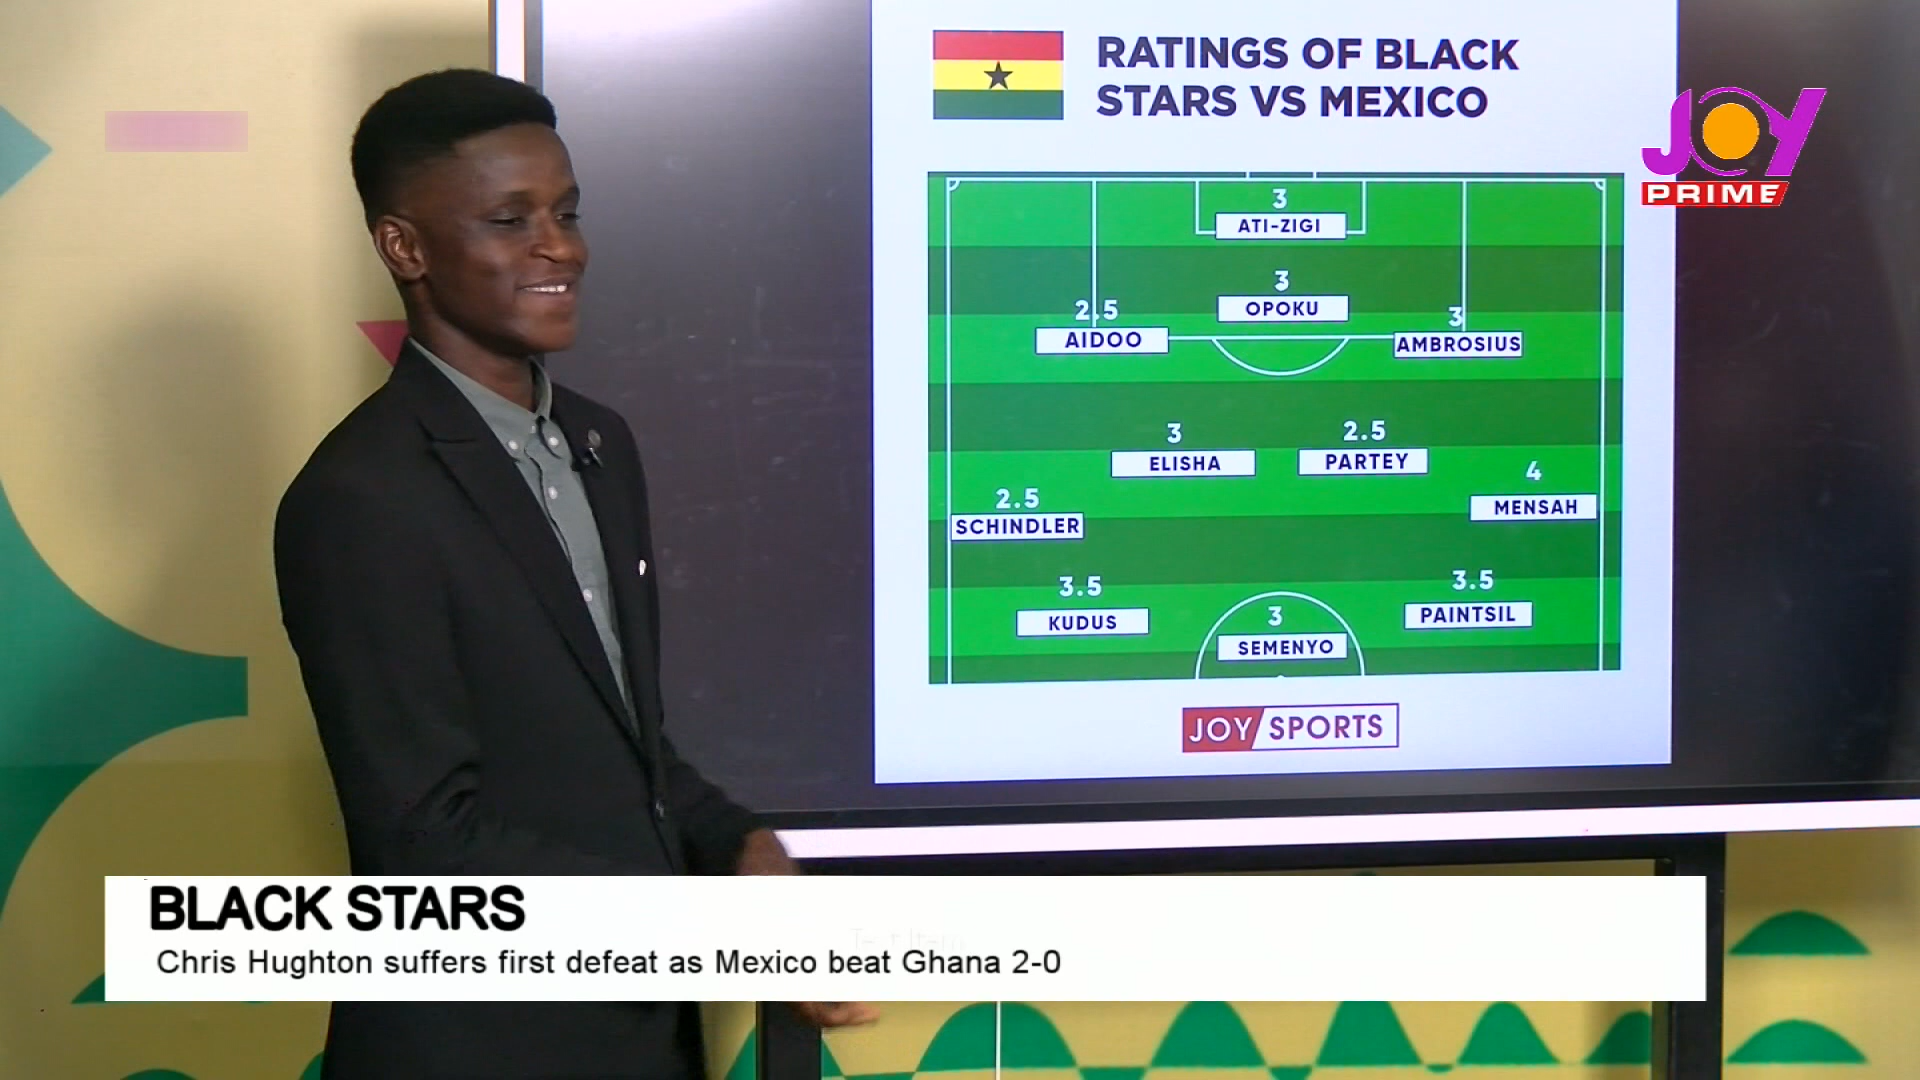 RATINGS OF BLACK
STARS VS MEXICO
JOY
PRIME
3
ATI-ZIGI
3
OPOKU
2.5
AIDOO
3
AMBROSIUS
3
ELISHA
2.5
PARTEY
4
MENSAH
2.5
SCHINDLER
3.5
KUDUS
3
SEMENYO
3.5
PAINTSIL
JOY SPORTS
BLACK STARS
Chris Hughton suffers first defeat as Mexico beat Ghana 2-0